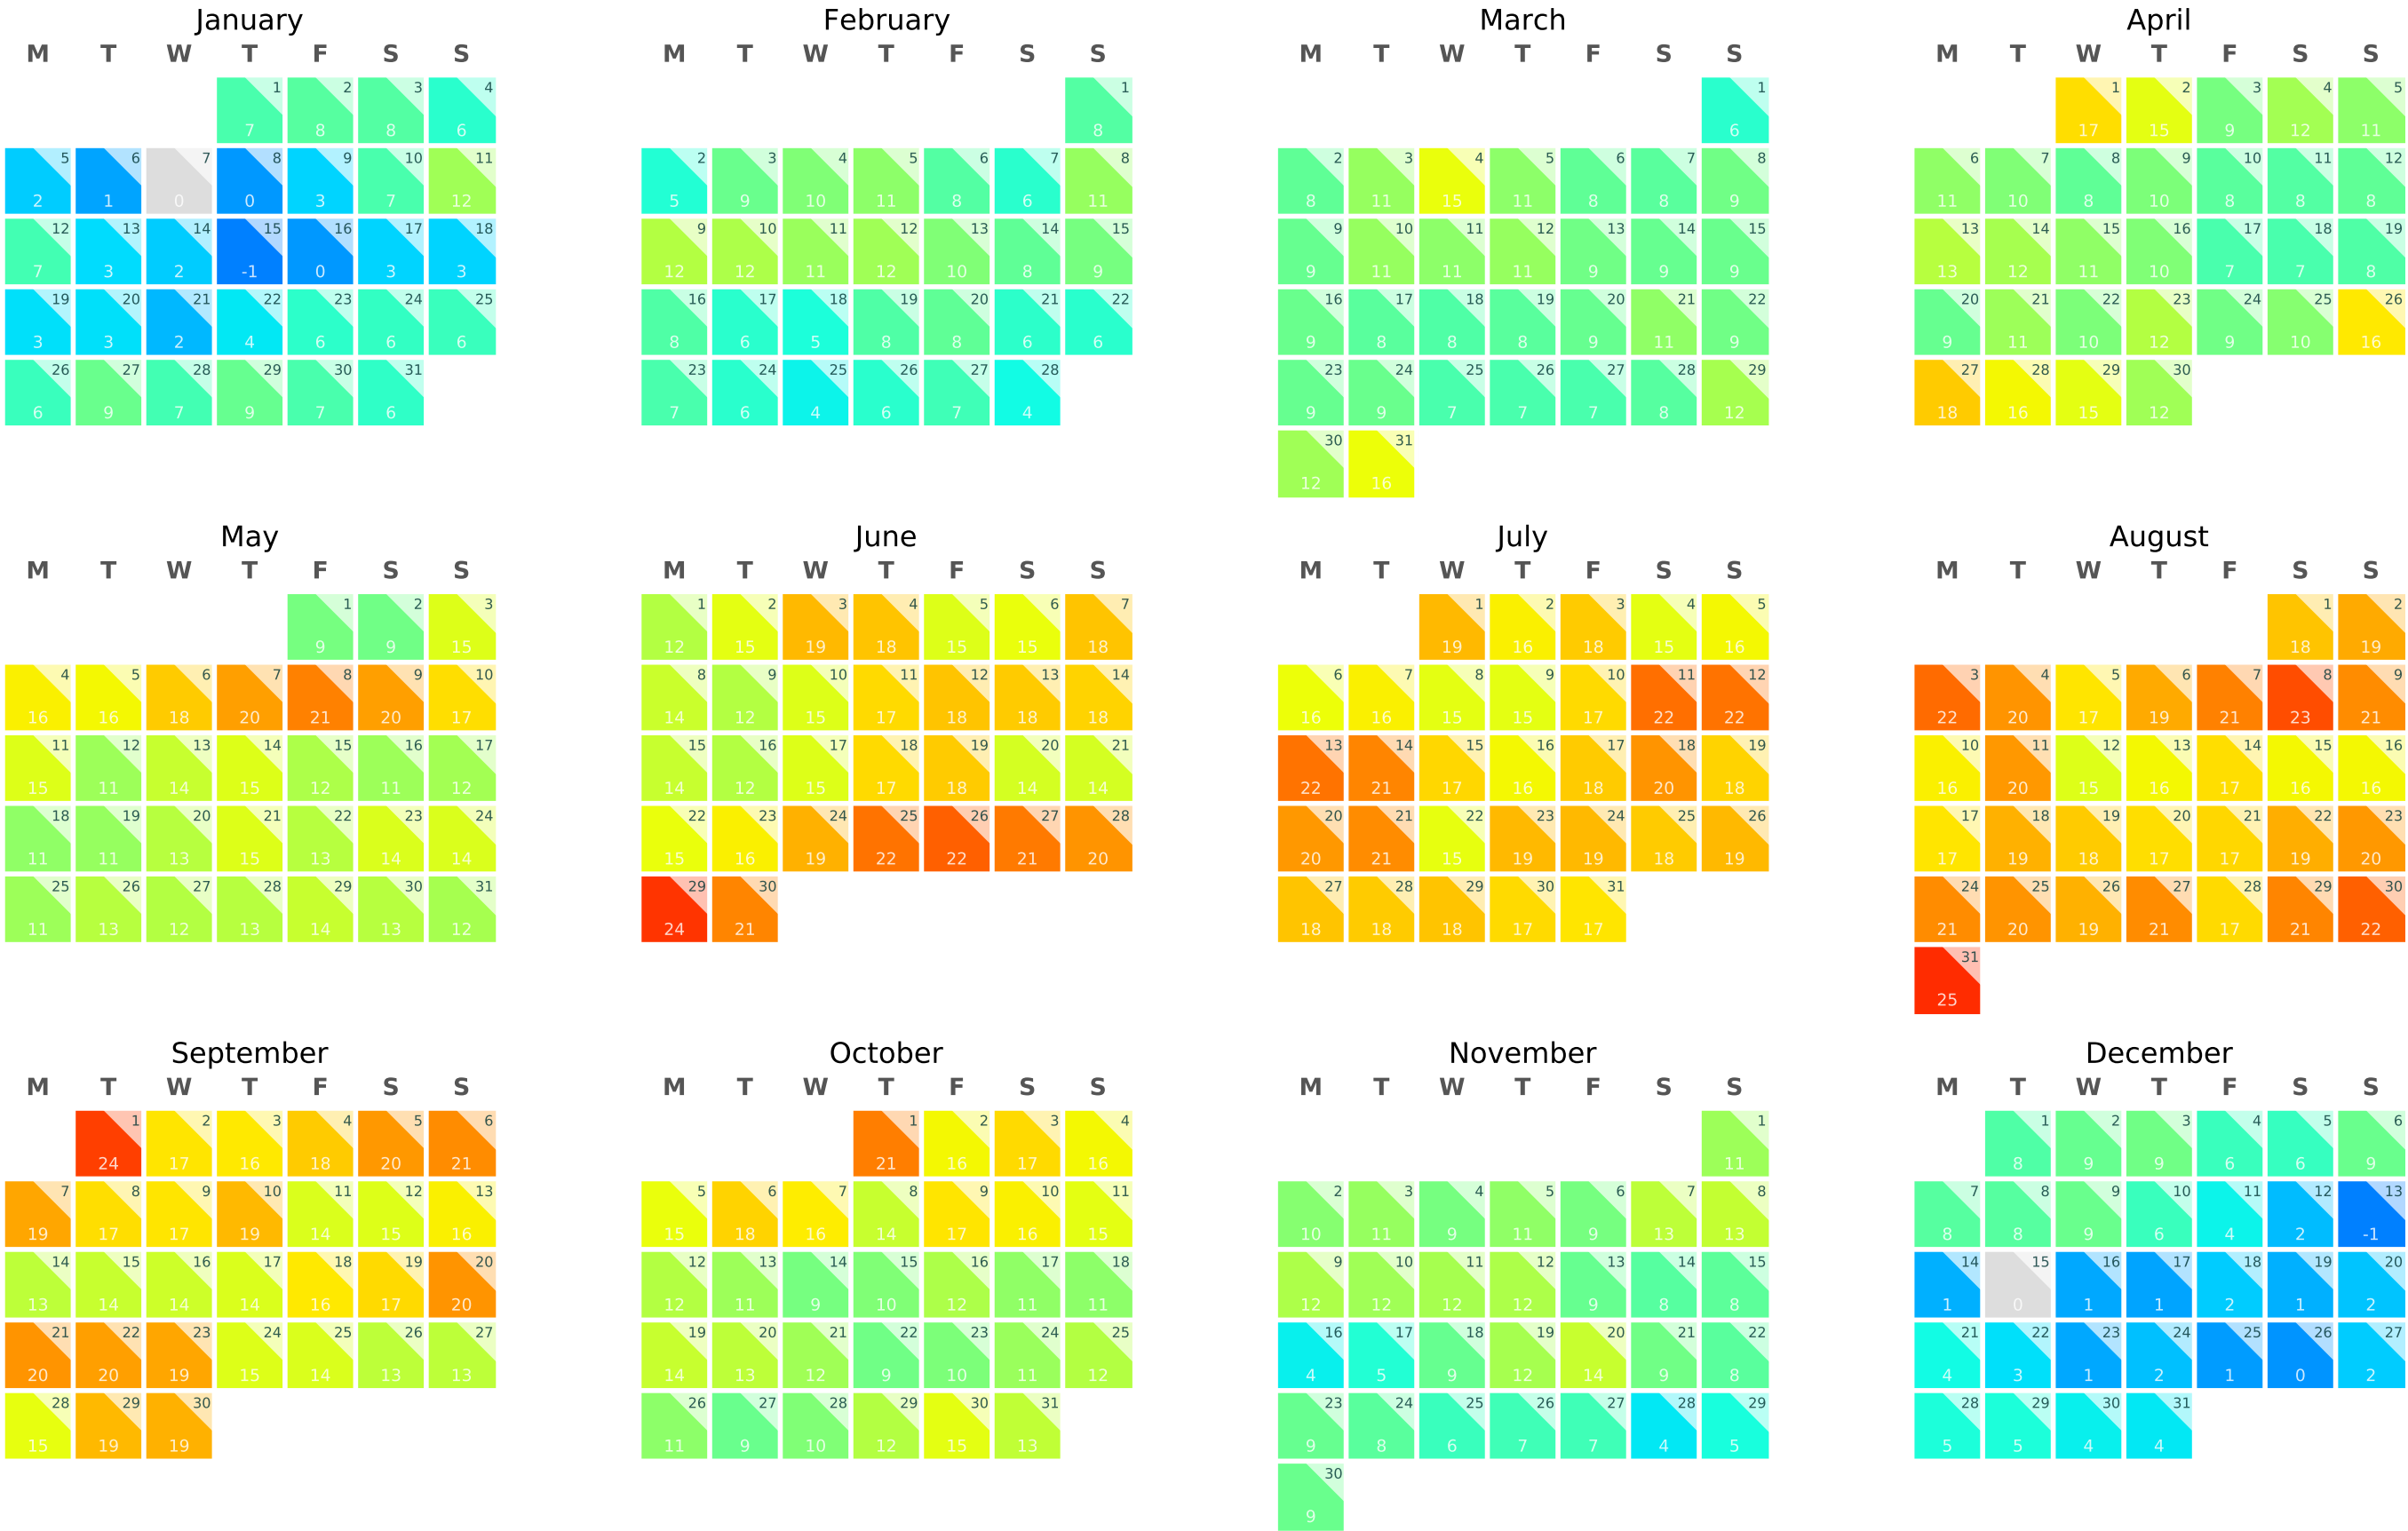 January February March April
M T W T F S S M T W T F S S M T W T F S S M T W T F S S
1 2 3 4 1 1 1 2 3 4 5
7 8 8 6 8 6 17 15 9 12 11
5 6 7 8 9 10 11 2 3 4 5 6 7 8 2 3 4 5 6 7 8 6 7 8 9 10 11 12
2 1 0 0 3 7 12 5 9 10 11 8 6 11 8 11 15 11 8 8 9 11 10 8 10 8 8 8
12 13 14 15 16 17 18 9 10 11 12 13 14 15 9 10 11 12 13 14 15 13 14 15 16 17 18 19
7 3 2 -1 0 3 3 12 12 11 12 10 8 9 9 11 11 11 9 9 9 13 12 11 10 7 7 8
19 20 21 22 23 24 25 16 17 18 19 20 21 22 16 17 18 19 20 21 22 20 21 22 23 24 25 26
3 3 2 4 6 6 6 8 6 5 8 8 6 6 9 8 8 8 9 11 9 9 11 10 12 9 10 16
26 27 28 29 30 31 23 24 25 26 27 28 23 24 25 26 27 28 29 27 28 29 30
6 9 7 9 7 6 7 6 4 6 7 4 9 9 7 7 7 8 12 18 16 15 12
30 31
12 16
May June July August
M T W T F S S M T W T F S S M T W T F S S M T W T F S S
1 2 3 1 2 3 4 5 6 7 1 2 3 4 5 1 2
9 9 15 12 15 19 18 15 15 18 19 16 18 15 16 18 19
4 5 6 7 8 9 10 8 9 10 11 12 13 14 6 7 8 9 10 11 12 3 4 5 6 7 8 9
16 16 18 20 21 20 17 14 12 15 17 18 18 18 16 16 15 15 17 22 22 22 20 17 19 21 23 21
11 12 13 14 15 16 17 15 16 17 18 19 20 21 13 14 15 16 17 18 19 10 11 12 13 14 15 16
15 11 14 15 12 11 12 14 12 15 17 18 14 14 22 21 17 16 18 20 18 16 20 15 16 17 16 16
18 19 20 21 22 23 24 22 23 24 25 26 27 28 20 21 22 23 24 25 26 17 18 19 20 21 22 23
11 11 13 15 13 14 14 15 16 19 22 22 21 20 20 21 15 19 19 18 19 17 19 18 17 17 19 20
25 26 27 28 29 30 31 29 30 27 28 29 30 31 24 25 26 27 28 29 30
11 13 12 13 14 13 12 24 21 18 18 18 17 17 21 20 19 21 17 21 22
31
25
September October November December
M T W T F S S M T W T F S S M T W T F S S M T W T F S S
1 2 3 4 5 6 1 2 3 4 1 1 2 3 4 5 6
24 17 16 18 20 21 21 16 17 16 11 8 9 9 6 6 9
7 8 9 10 11 12 13 5 6 7 8 9 10 11 2 3 4 5 6 7 8 7 8 9 10 11 12 13
19 17 17 19 14 15 16 15 18 16 14 17 16 15 10 11 9 11 9 13 13 8 8 9 6 4 2 -1
14 15 16 17 18 19 20 12 13 14 15 16 17 18 9 10 11 12 13 14 15 14 15 16 17 18 19 20
13 14 14 14 16 17 20 12 11 9 10 12 11 11 12 12 12 12 9 8 8 1 0 1 1 2 1 2
21 22 23 24 25 26 27 19 20 21 22 23 24 25 16 17 18 19 20 21 22 21 22 23 24 25 26 27
20 20 19 15 14 13 13 14 13 12 9 10 11 12 4 5 9 12 14 9 8 4 3 1 2 1 0 2
28 29 30 26 27 28 29 30 31 23 24 25 26 27 28 29 28 29 30 31
15 19 19 11 9 10 12 15 13 9 8 6 7 7 4 5 5 5 4 4
30
9